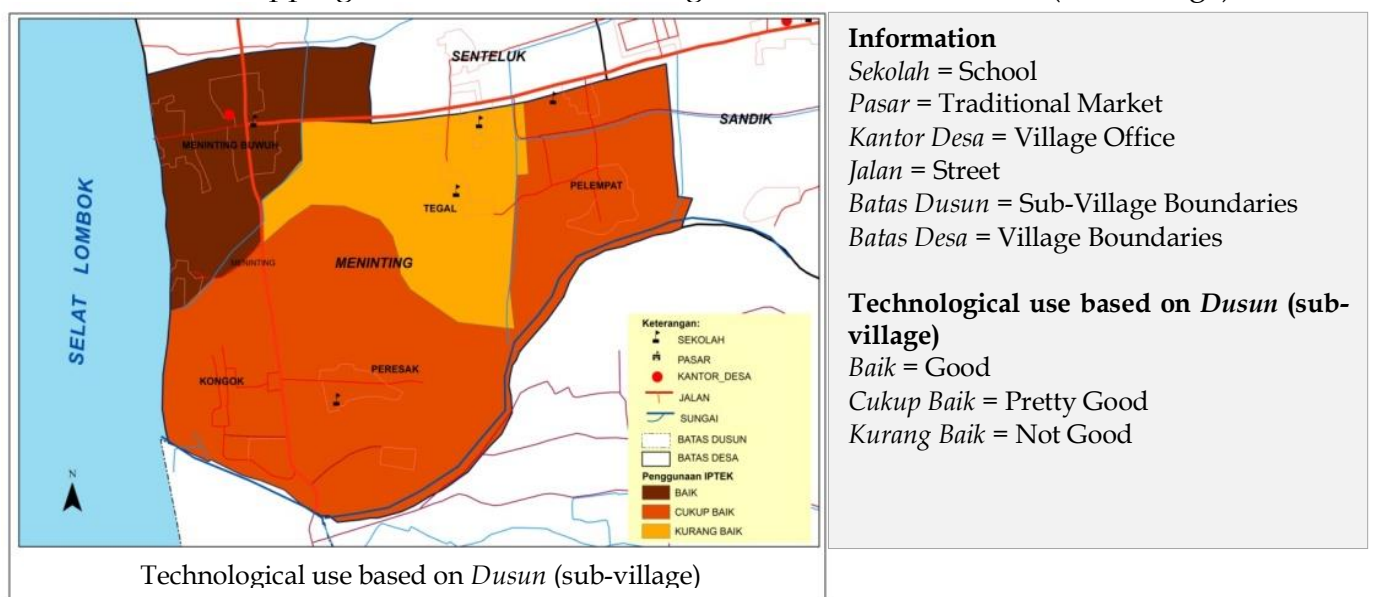 SENTELUK
SANDIK
MENINTING BUWUH
PELEMPAT
TEGAL
SELAT LOMBOK
MENINTING
MENINTING
PERESAK
KONGOK
N
Keterangan:
SEKOLAH
PASAR
KANTOR_DESA
JALAN
SUNGAI
BATAS DUSUN
BATAS DESA
Penggunaan IPTEK
BAIK
CUKUP BAIK
KURANG BAIK
Technological use based on Dusun (sub-village)
Information
Sekolah = School
Pasar = Traditional Market
Kantor Desa = Village Office
Jalan = Street
Batas Dusun = Sub-Village Boundaries
Batas Desa = Village Boundaries
Technological use based on Dusun (sub-
village)
Baik = Good
Cukup Baik = Pretty Good
Kurang Baik = Not Good